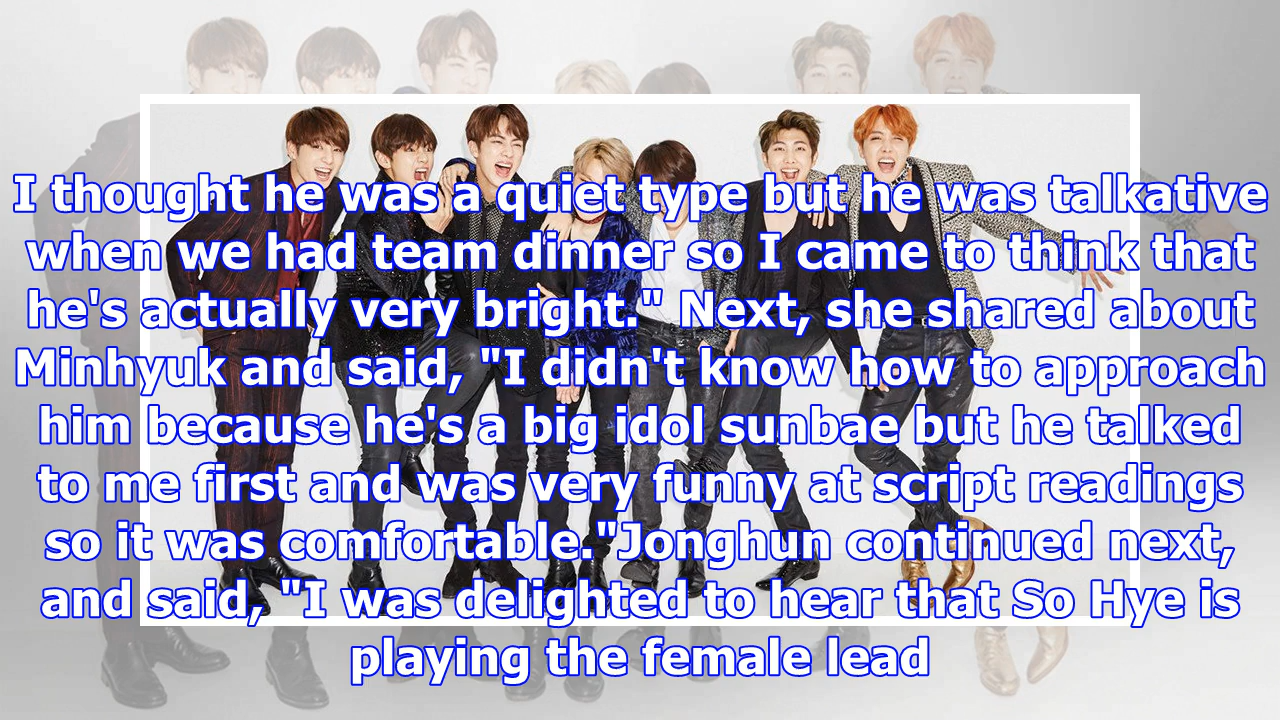 I thought he was a quiet type but he was talkative
when we had team dinner so I came to think that
he's actually very bright."  Next, she shared about
Minhyuk and said, "I didn't know how to approach
him because he's a big idol sunbae but he talked
to me first and was very funny at script readings
so it was comfortable."Jonghun continued next,
and said, "I was delighted to hear that So Hye is
playing the female lead